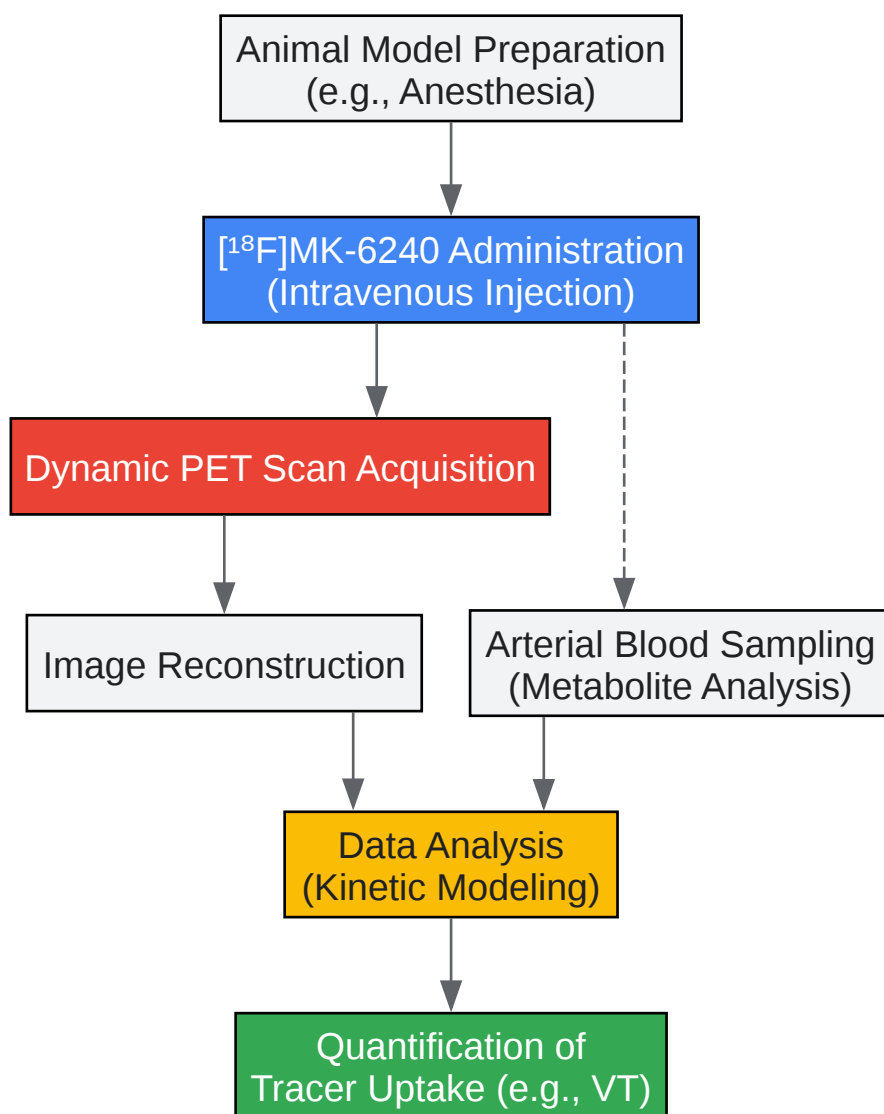 Animal Model Preparation
(e.g., Anesthesia)
[¹⁸F]MK-6240 Administration
(Intravenous Injection)
Dynamic PET Scan Acquisition
Image Reconstruction
Arterial Blood Sampling
(Metabolite Analysis)
Data Analysis
(Kinetic Modeling)
Quantification of
Tracer Uptake (e.g., VT)